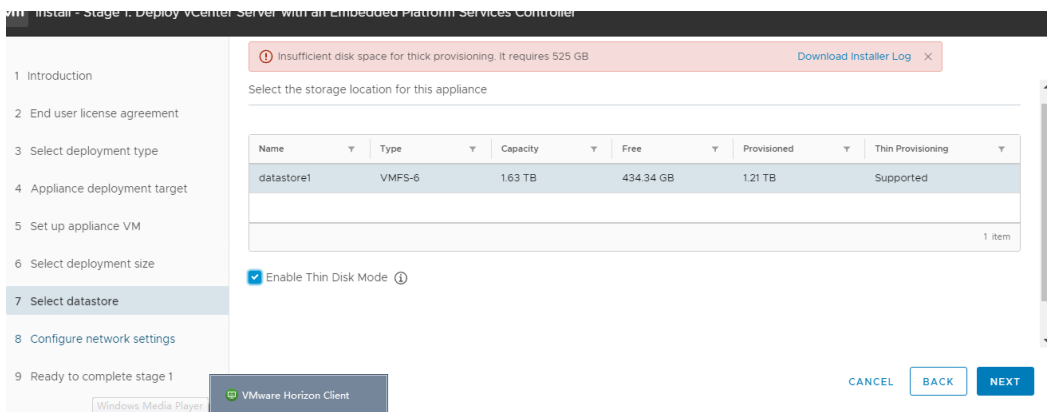 vm Install - Stage 1: Deploy vCenter Server with an Embedded Platform Services Controller
Insufficient disk space for thick provisioning. It requires 525 GB Download Installer Log
1 Introduction
Select the storage location for this appliance
2 End user license agreement
3 Select deployment type
Name Type Capacity Free Provisioned Thin Provisioning
datastore1 VMFS-6 1.63 TB 434.34 GB 1.21 TB Supported
4 Appliance deployment target
5 Set up appliance VM
1 item
6 Select deployment size
Enable Thin Disk Mode
7 Select datastore
8 Configure network settings
9 Ready to complete stage 1
CANCEL BACK NEXT
VMware Horizon Client
Windows Media Player